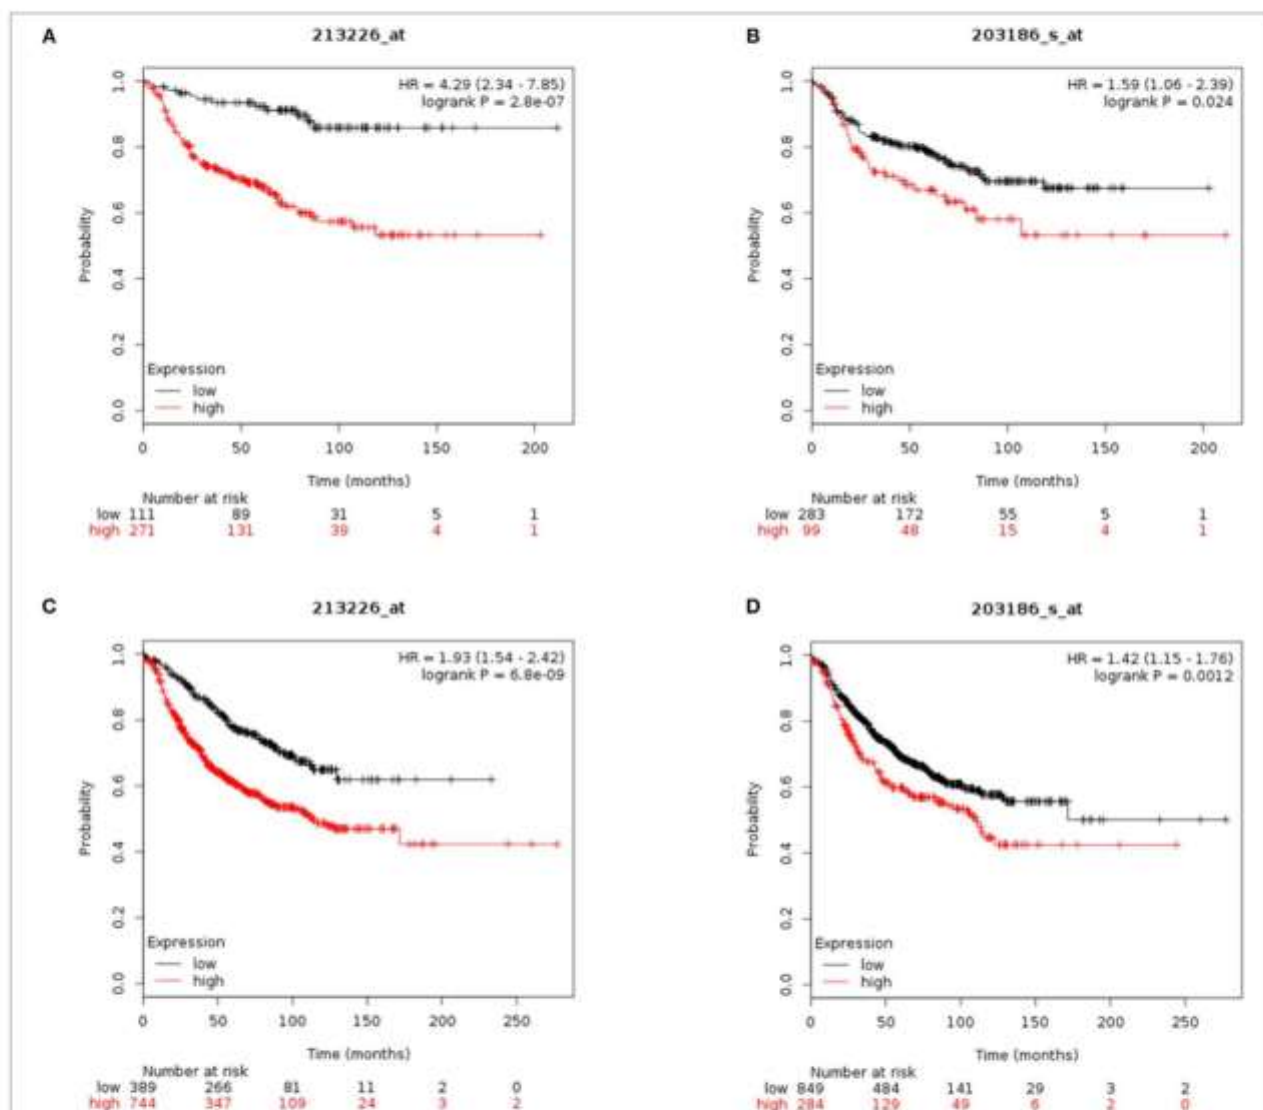 A
213226_at
HR = 4.29 (2.34 - 7.85)
logrank P = 2.8e-07
Probability
0.0 0.2 0.4 0.6 0.8 1.0
Expression
low
high
0 50 100 150 200
Time (months)
Number at risk
low 111 89 31 5 1
high 271 131 39 4 1
B
203186_s_at
HR = 1.59 (1.06 - 2.39)
logrank P = 0.024
Probability
0.0 0.2 0.4 0.6 0.8 1.0
Expression
low
high
0 50 100 150 200
Time (months)
Number at risk
low 283 172 55 5 1
high 99 48 15 4 1
C
213226_at
HR = 1.93 (1.54 - 2.42)
logrank P = 6.8e-09
Probability
0.0 0.2 0.4 0.6 0.8 1.0
Expression
low
high
0 50 100 150 200 250
Time (months)
Number at risk
low 389 266 81 11 2 0
high 744 347 109 24 3 2
D
203186_s_at
HR = 1.42 (1.15 - 1.76)
logrank P = 0.0012
Probability
0.0 0.2 0.4 0.6 0.8 1.0
Expression
low
high
0 50 100 150 200 250
Time (months)
Number at risk
low 849 484 141 29 3 2
high 284 129 49 6 2 0